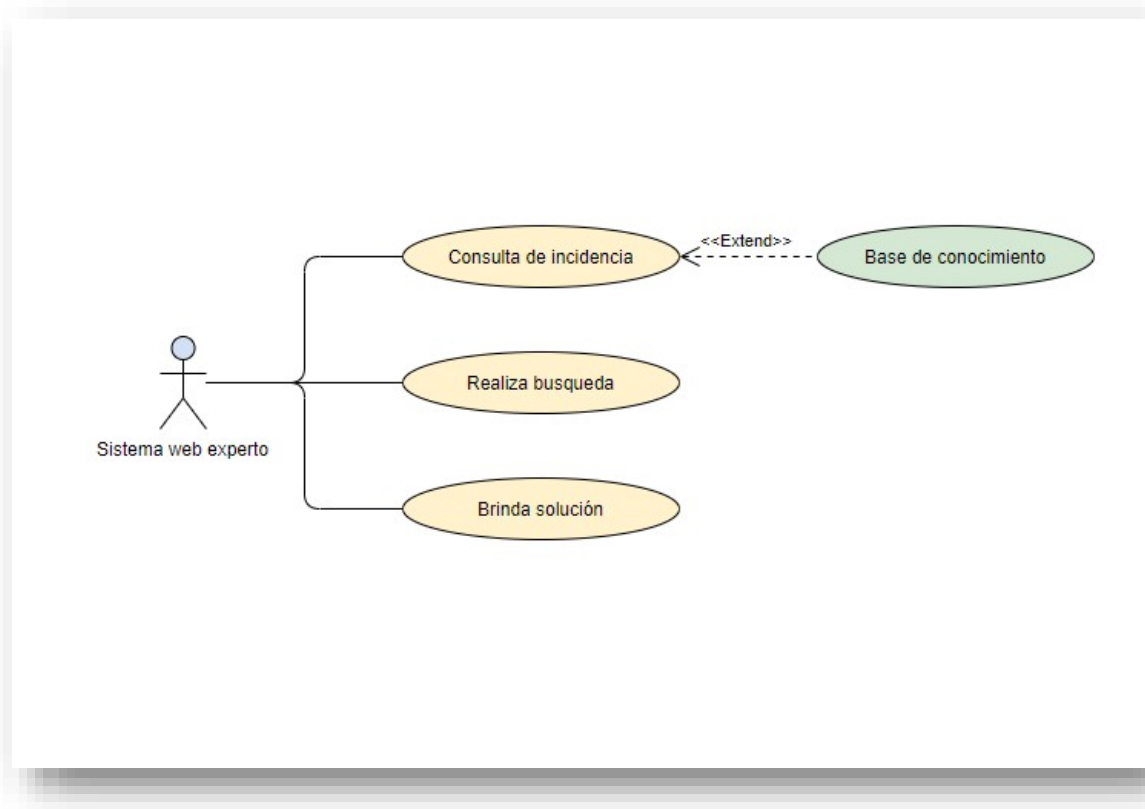 Consulta de incidencia
<<Extend>>
Base de conocimiento
Realiza busqueda
Sistema web experto
Brinda solución